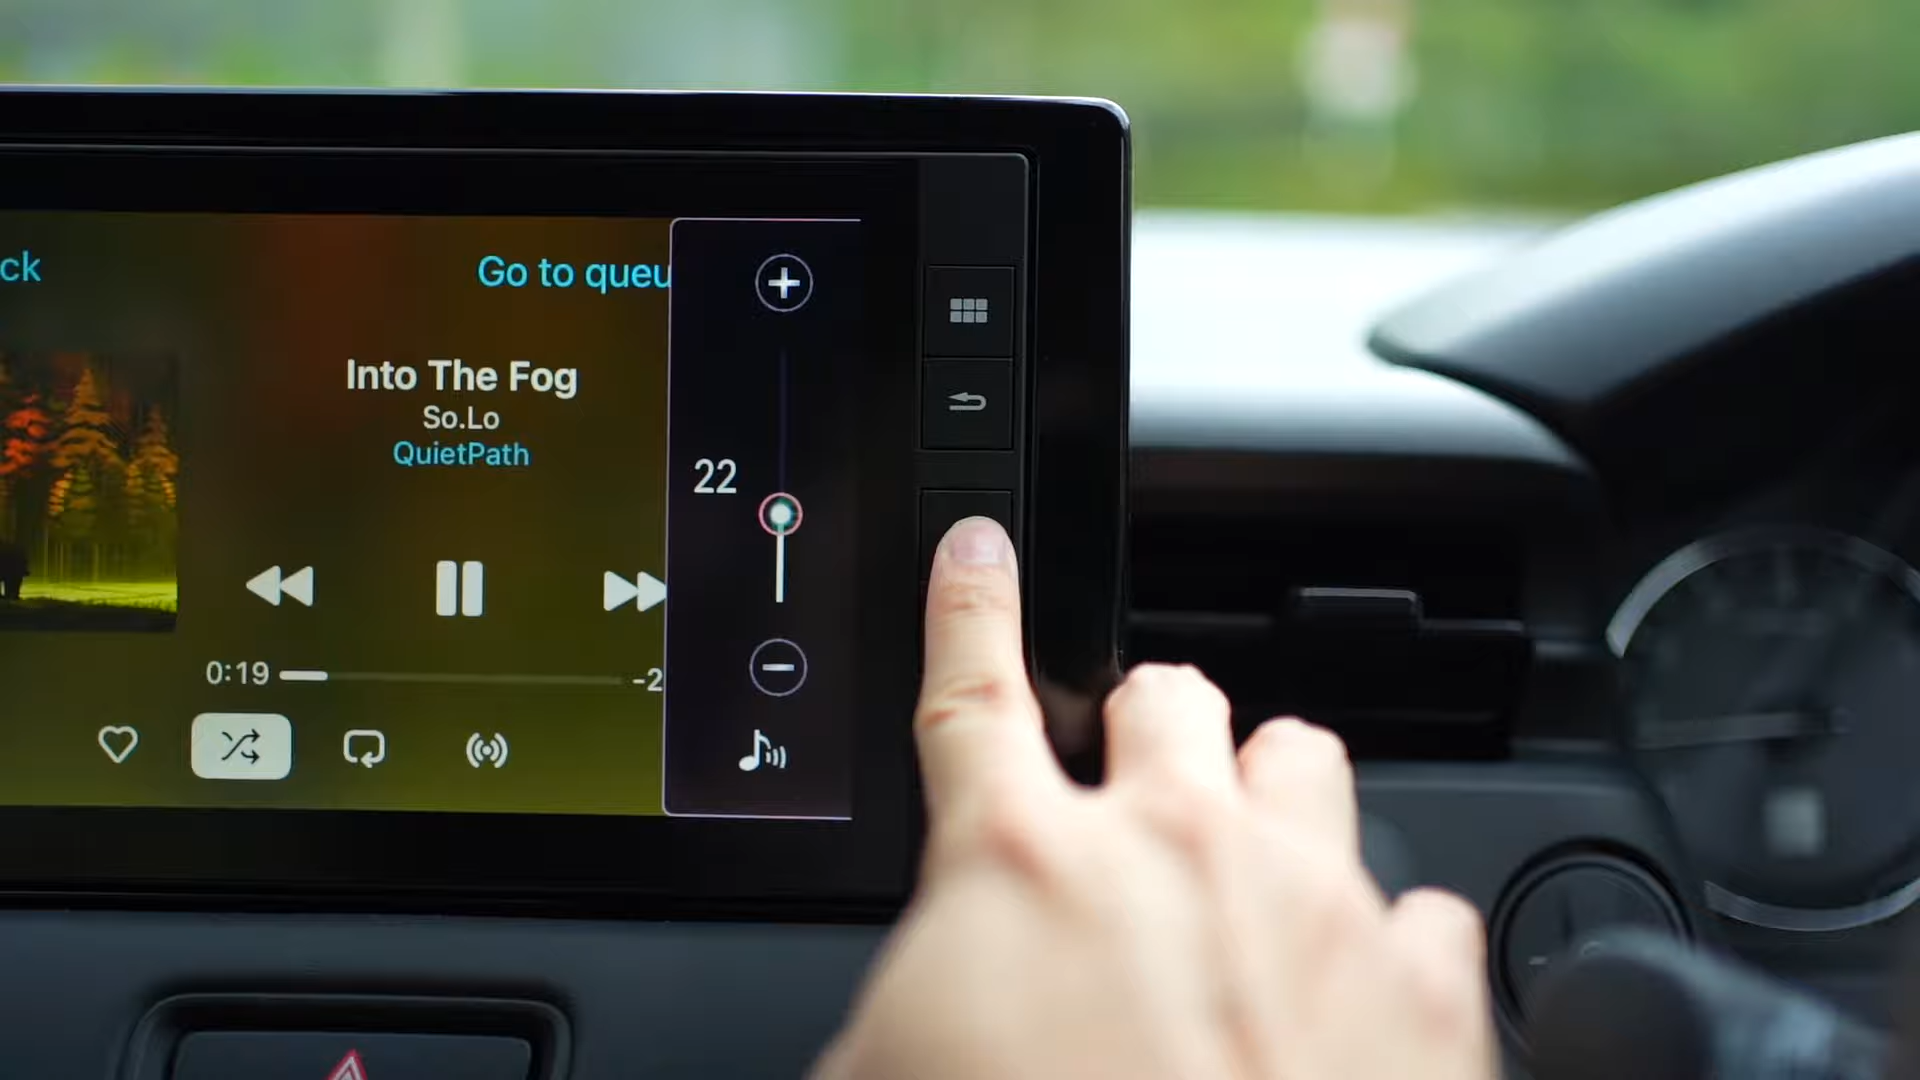 ck
Go to queu
Into The Fog
So.Lo
QuietPath
22
0:19
-2